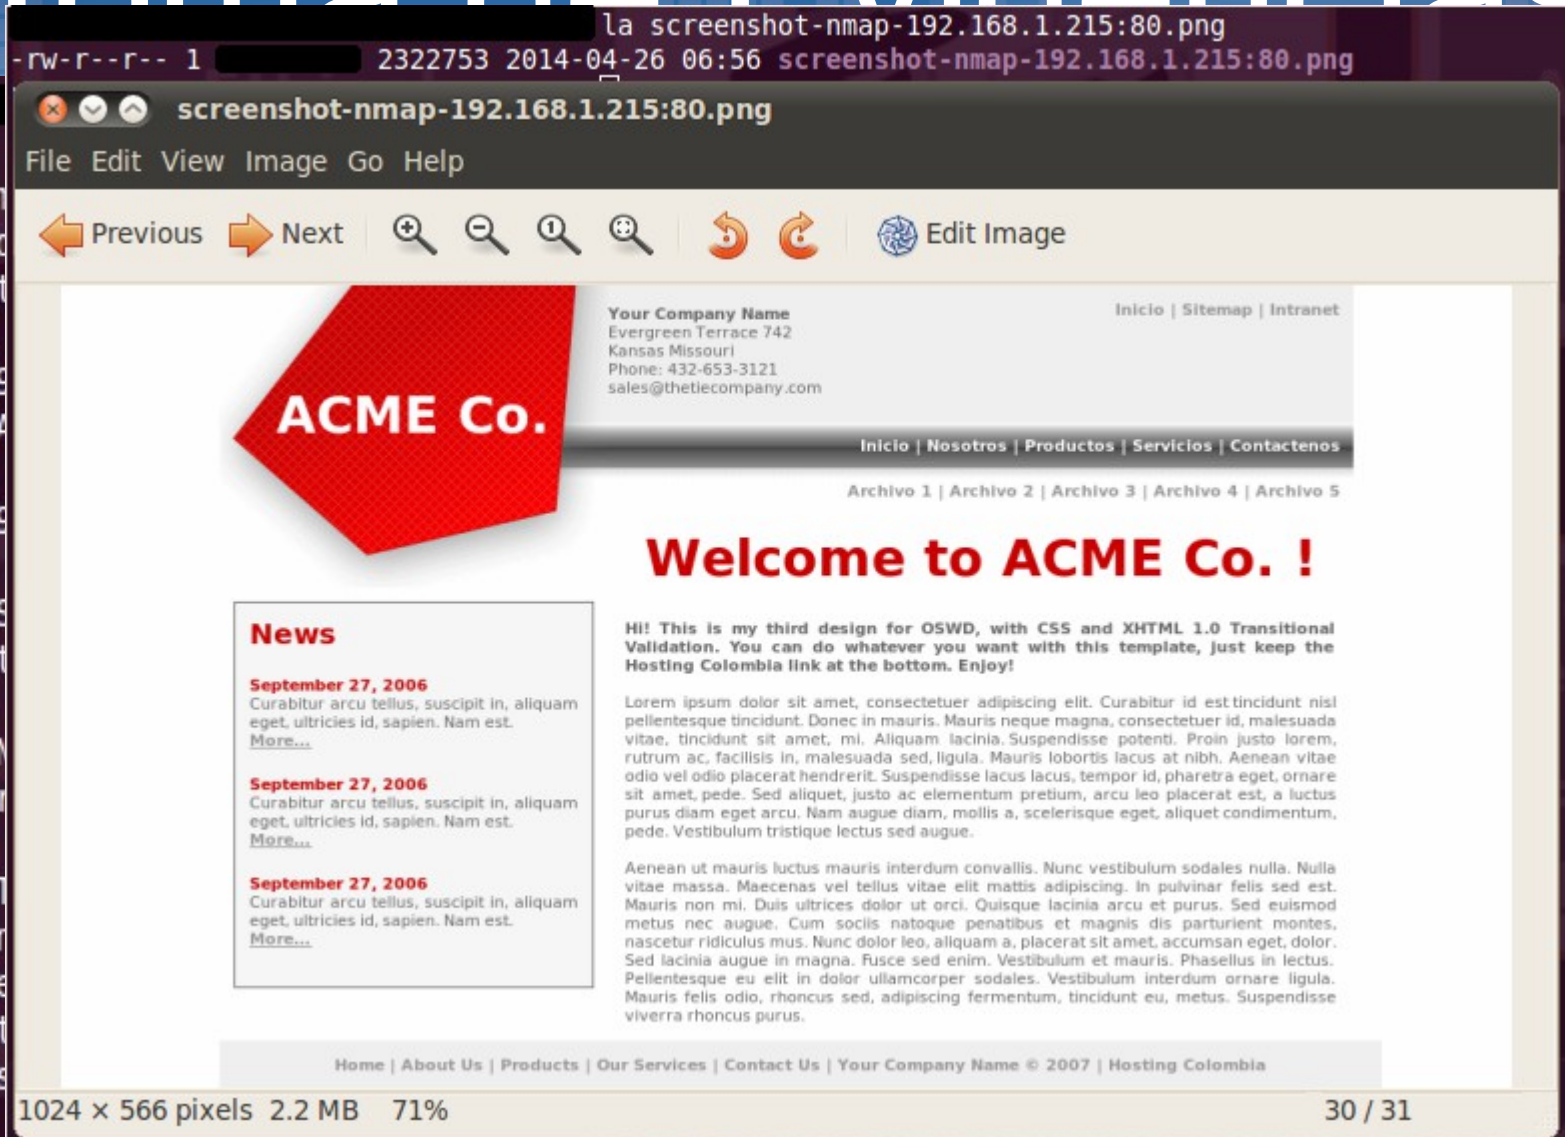 la screenshot-nmap-192.168.1.215:80.png
-rw-r--r-- 1 2322753 2014-04-26 06:56 screenshot-nmap-192.168.1.215:80.png
screenshot-nmap-192.168.1.215:80.png
File Edit View Image Go Help
Previous Next Edit Image
Your Company Name
Evergreen Terrace 742
Kansas Missouri
Phone: 432-653-3121
sales@thetiecompany.com
Inicio | Sitemap | Intranet
ACME Co.
Inicio | Nosotros | Productos | Servicios | Contactenos
Archivo 1 | Archivo 2 | Archivo 3 | Archivo 4 | Archivo 5
Welcome to ACME Co. !
News
September 27, 2006
Curabitur arcu tellus, suscipit in, aliquam
eget, ultricies id, sapien. Nam est.
More...
September 27, 2006
Curabitur arcu tellus, suscipit in, aliquam
eget, ultricies id, sapien. Nam est.
More...
September 27, 2006
Curabitur arcu tellus, suscipit in, aliquam
eget, ultricies id, sapien. Nam est.
More...
Hi! This is my third design for OSWD, with CSS and XHTML 1.0 Transitional
Validation. You can do whatever you want with this template, just keep the
Hosting Colombia link at the bottom. Enjoy!
Lorem ipsum dolor sit amet, consectetuer adipiscing elit. Curabitur id est tincidunt nisl
pellentesque tincidunt. Donec in mauris. Mauris neque magna, consectetuer id, malesuada
vitae, tincidunt sit amet, mi. Aliquam lacinia. Suspendisse potenti. Proin justo lorem,
rutrum ac, facilisis in, malesuada sed, ligula. Mauris lobortis lacus at nibh. Aenean vitae
odio vel odio placerat hendrerit. Suspendisse lacus lacus, tempor id, pharetra eget, ornare
sit amet, pede. Sed aliquet, justo ac elementum pretium, arcu leo placerat est, a luctus
purus diam eget arcu. Nam augue diam, mollis a, scelerisque eget, aliquet condimentum,
pede. Vestibulum tristique lectus sed augue.
Aenean ut mauris luctus mauris interdum convallis. Nunc vestibulum sodales nulla. Nulla
vitae massa. Maecenas vel tellus vitae elit mattis adipiscing. In pulvinar felis sed est.
Mauris non mi. Duis ultrices dolor ut orci. Quisque lacinia arcu et purus. Sed euismod
metus nec augue. Cum sociis natoque penatibus et magnis dis parturient montes,
nascetur ridiculus mus. Nunc dolor leo, aliquam a, placerat sit amet, accumsan eget, dolor.
Sed lacinia augue in magna. Fusce sed enim. Vestibulum et mauris. Phasellus in lectus.
Pellentesque eu elit in dolor ullamcorper sodales. Vestibulum interdum ornare ligula.
Mauris felis odio, rhoncus sed, adipiscing fermentum, tincidunt eu, metus. Suspendisse
viverra rhoncus purus.
Home | About Us | Products | Our Services | Contact Us | Your Company Name © 2007 | Hosting Colombia
1024 × 566 pixels 2.2 MB 71% 30 / 31